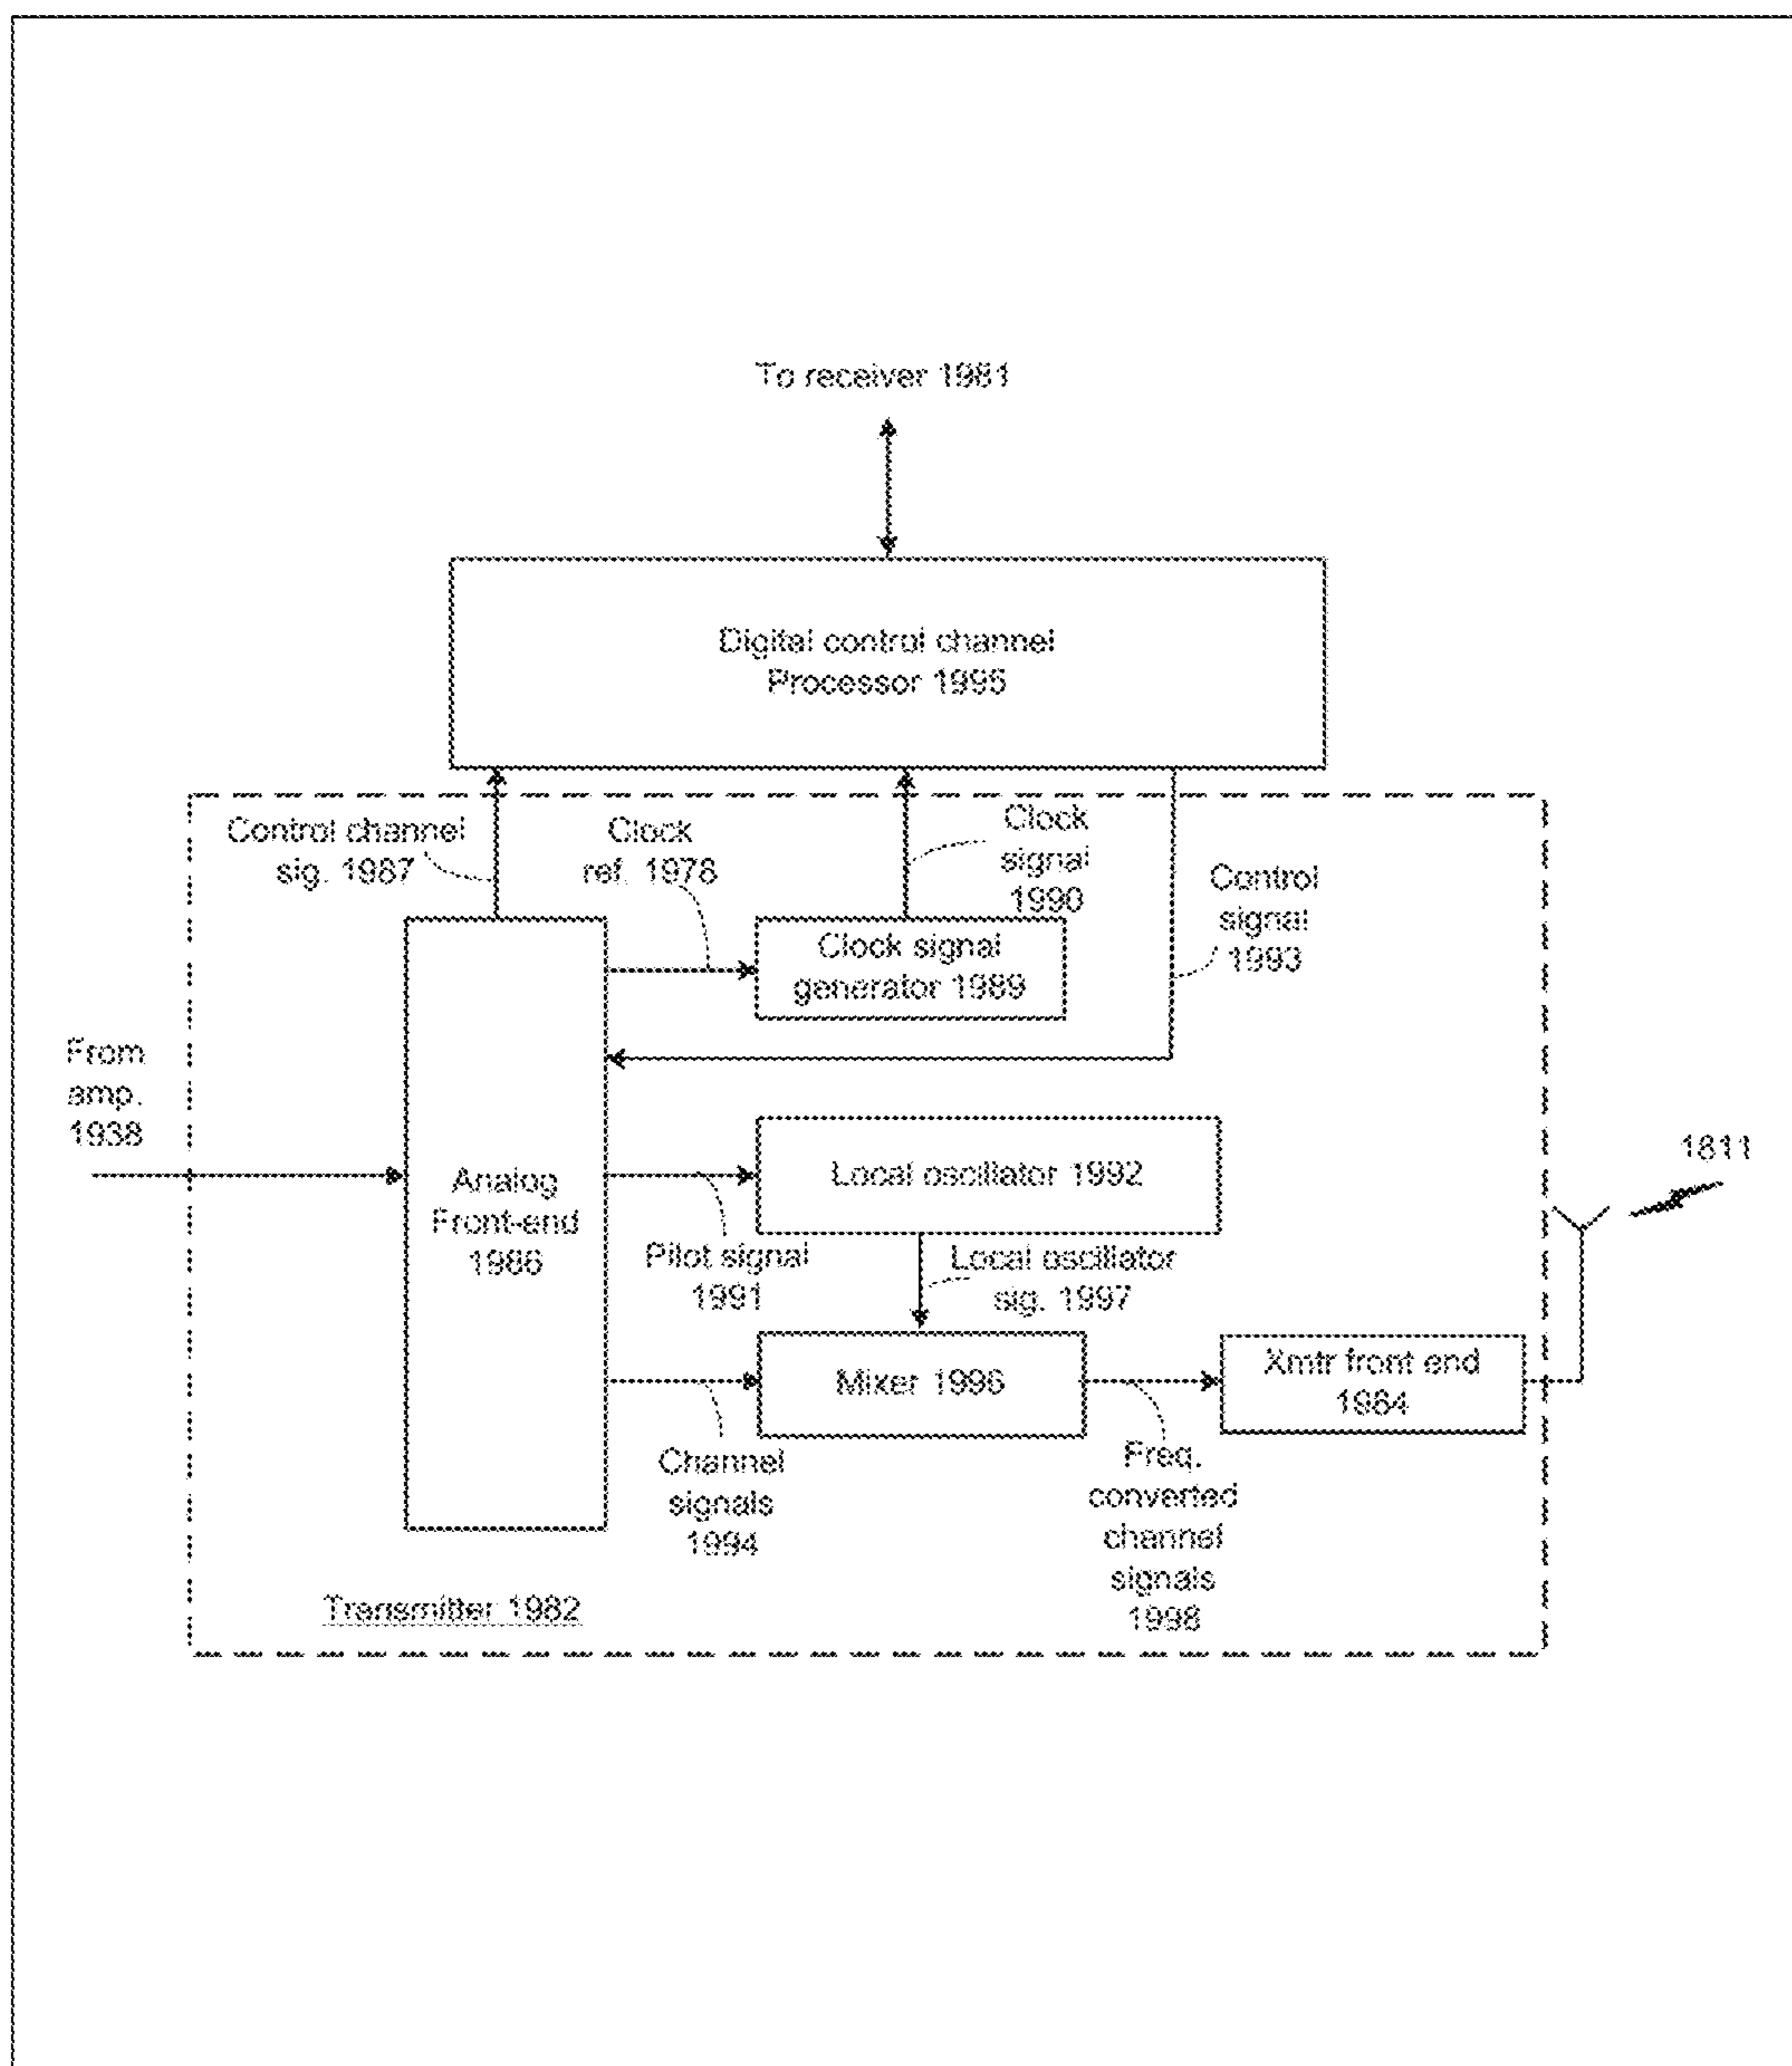 To receiver 1981
Digital control channel
Processor 1995
Control channel
sig. 1987
Clock
ref. 1978
Clock
signal
1990
Control
signal
1993
Clock signal
generator 1989
From
amp.
1938
Analog
Front-end
1986
Local oscillator 1992
1811
Pilot signal
1991
Local oscillator
sig. 1997
Mixer 1996
Xmtr front end
1984
Channel
signals
1994
Freq.
converted
channel
signals
1998
Transmitter 1982